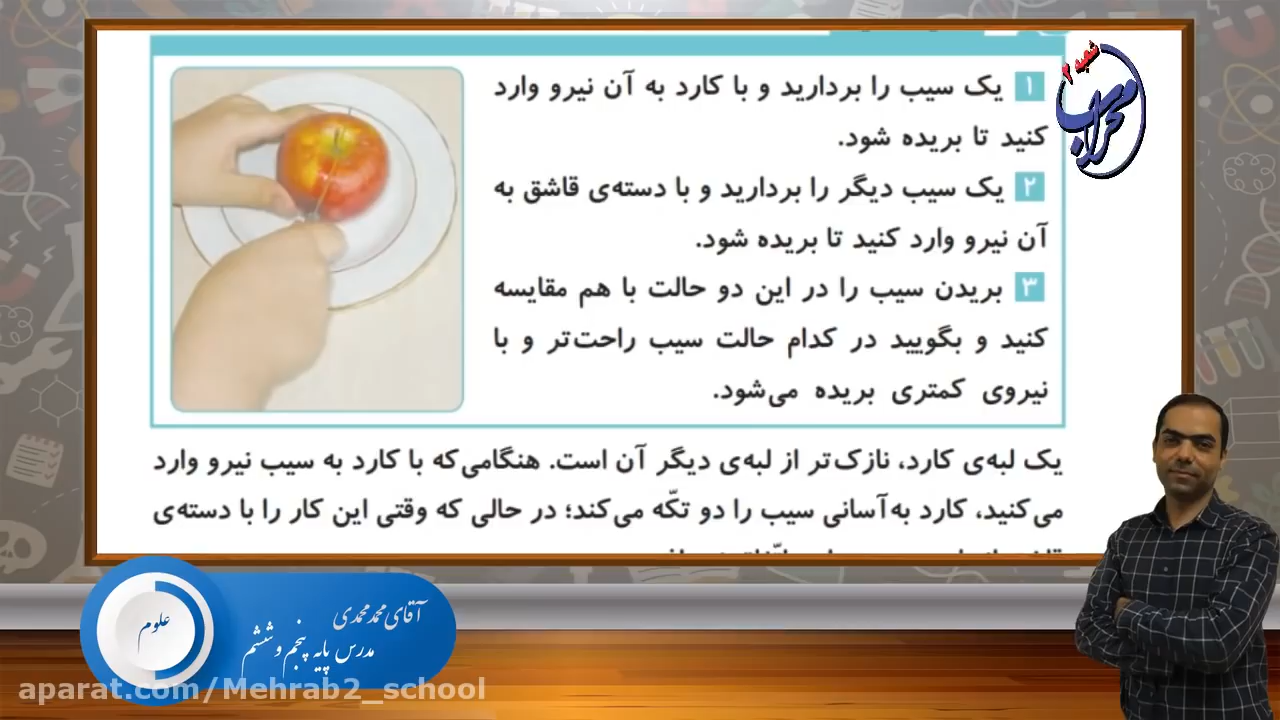 ۱ یک سیب را بردارید و با کارد به آن نیرو وارد
کنید تا بریده شود.
۲ یک سیب دیگر را بردارید و با دسته‌ی قاشق به
آن نیرو وارد کنید تا بریده شود.
۳ بریدن سیب را در این دو حالت با هم مقایسه
کنید و بگویید در کدام حالت سیب راحت‌تر و با
نیروی کمتری بریده می‌شود.
یک لبه‌ی کارد، نازک‌تر از لبه‌ی دیگر آن است. هنگامی‌که با کارد به سیب نیرو وارد
می‌کنید، کارد به‌آسانی سیب را دو تکّه می‌کند؛ در حالی که وقتی این کار را با دسته‌ی
محراب
شعبه ۲
علوم
آقای محمد محمدی
مدرس پایه پنجم و ششم
aparat.com/Mehrab2_school